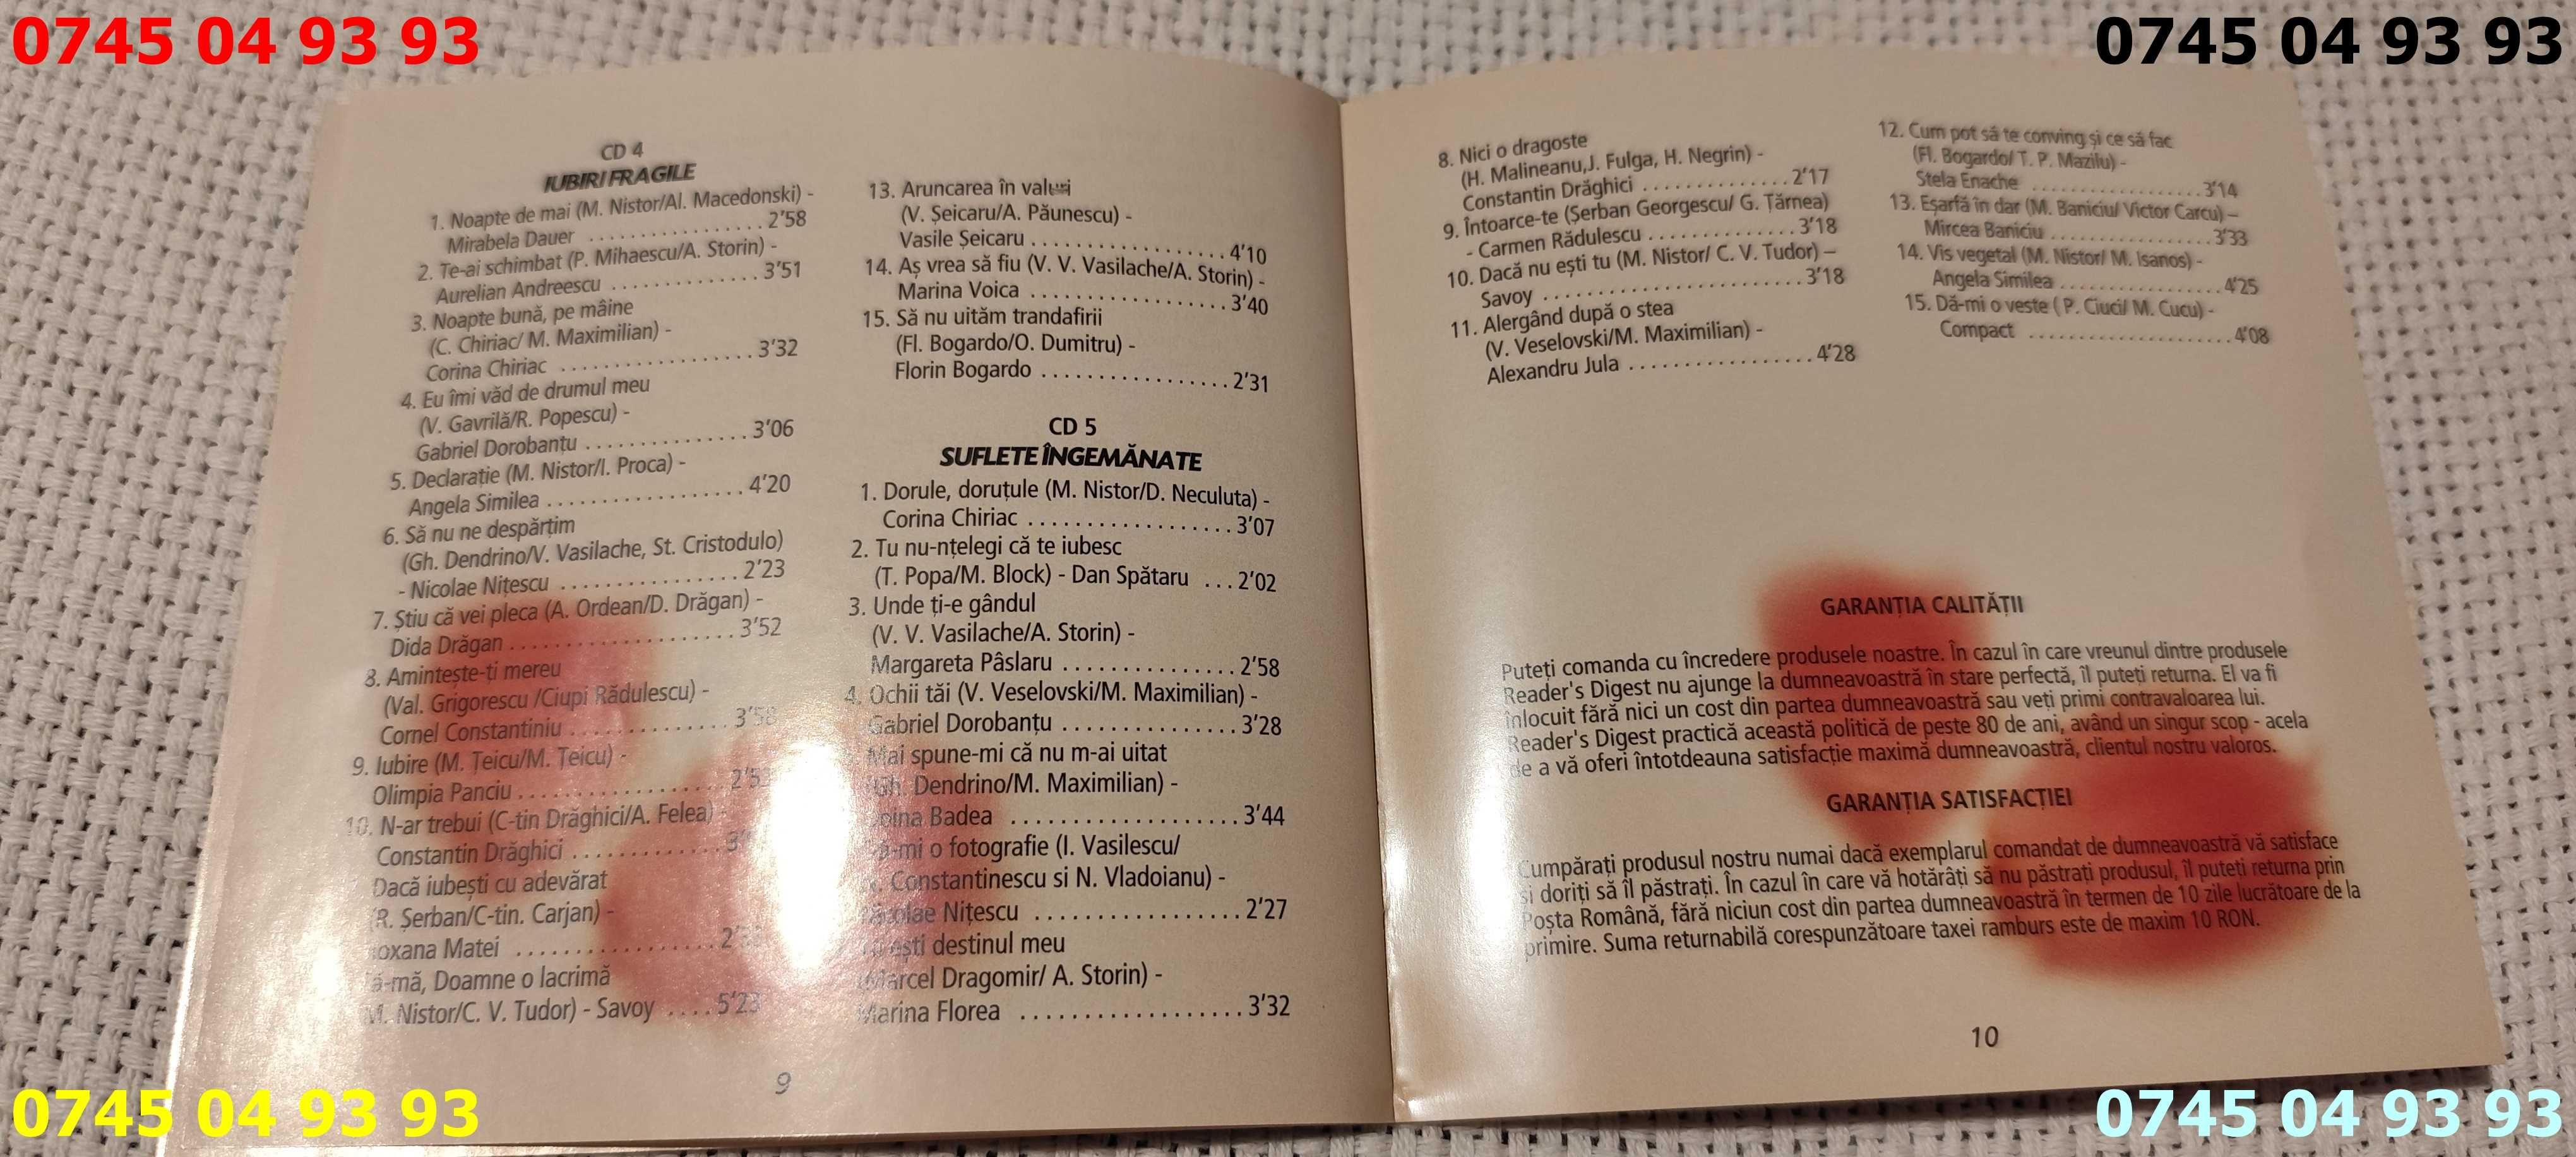 0745 04 93 93
0745 04 93 93
CD 4
IUBIRI FRAGILE
1. Noapte de mai (M. Nistor/Al. Macedonski) -
Mirabela Dauer ................. 2'58
2. Te-ai schimbat (P. Mihaescu/A. Storin) -
Aurelian Andreescu ............. 3'51
3. Noapte bună, pe mâine
(C. Chiriac/ M. Maximilian) -
Corina Chiriac ................. 3'32
4. Eu îmi văd de drumul meu
(V. Gavrilă/R. Popescu) -
Gabriel Dorobanțu ............... 3'06
5. Declarație (M. Nistor/I. Proca) -
Angela Similea .................. 4'20
6. Să nu ne despărțim
(Gh. Dendrino/V. Vasilache, St. Cristodulo)
- Nicolae Nițescu ................ 2'23
7. Știu că vei pleca (A. Ordean/D. Drăgan) -
Dida Drăgan .................... 3'52
8. Amintește-ți mereu
(Val. Grigorescu /Ciupi Rădulescu) -
Cornel Constantiniu ............ 3'58
9. Iubire (M. Țeicu/M. Țeicu) -
Olimpia Panciu ..................
10. N-ar trebui (C-tin Drăghici/A. Felea)
Constantin Drăghici .............
Dacă iubești cu adevărat
(R. Șerban/C-tin. Carjan) -
Matei ...................
Doamne o lacrimă
M. Nistor/C. V. Tudor) - Savoy .... 5'23
9
13. Aruncarea în valuri
(V. Șeicaru/A. Păunescu) -
Vasile Șeicaru ................. 4'10
14. Aș vrea să fiu (V. V. Vasilache/A. Storin) -
Marina Voica ................... 3'40
15. Să nu uităm trandafirii
(Fl. Bogardo/O. Dumitru) -
Florin Bogardo .................. 2'31
CD 5
SUFLETE ÎNGEMĂNATE
1. Dorule, doruțule (M. Nistor/D. Neculuta) -
Corina Chiriac .................. 3'07
2. Tu nu-nțelegi că te iubesc
(T. Popa/M. Block) - Dan Spătaru ... 2'02
3. Unde ți-e gândul
(V. V. Vasilache/A. Storin) -
Margareta Pâslaru ............... 2'58
4. Ochii tăi (V. Veselovski/M. Maximilian) -
Gabriel Dorobanțu ............... 3'28
Mai spune-mi că nu m-ai uitat
(Gh. Dendrino/M. Maximilian) -
Badea .................... 3'44
o fotografie (I. Vasilescu/
Constantinescu si N. Vladoianu) -
Nicolae Nițescu .................. 2'27
ești destinul meu
(Marcel Dragomir/ A. Storin) -
Marina Florea ................... 3'32
8. Nici o dragoste
(H. Malineanu,J. Fulga, H. Negrin) -
Constantin Drăghici ............. 2'17
9. Întoarce-te (Șerban Georgescu/ G. Țărnea)
- Carmen Rădulescu .............. 3'18
10. Dacă nu ești tu (M. Nistor/ C. V. Tudor) –
Savoy ........................ 3'18
11. Alergând după o stea
(V. Veselovski/M. Maximilian) -
Alexandru Jula ................ 4'28
12. Cum pot să te conving și ce să fac
(Fl. Bogardo/ T. P. Mazilu) -
Stela Enache .................. 3'14
13. Eșarfă în dar (M. Baniciu/ Victor Carcu) –
Mircea Baniciu ................. 3'33
14. Vis vegetal (M. Nistor/ M. Isanos) -
Angela Similea ................. 4'25
15. Dă-mi o veste ( P. Ciuci/ M. Cucu) -
Compact ...................... 4'08
GARANȚIA CALITĂȚII
Puteți comanda cu încredere produsele noastre. În cazul în care vreunul dintre produsele
Reader's Digest nu ajunge la dumneavoastră în stare perfectă, îl puteți returna. El va fi
înlocuit fără nici un cost din partea dumneavoastră sau veți primi contravaloarea lui.
Reader's Digest practică această politică de peste 80 de ani, având un singur scop - acela
de a vă oferi întotdeauna satisfacție maximă dumneavoastră, clientul nostru valoros.
GARANȚIA SATISFACȚIEI
Cumpărați produsul nostru numai dacă exemplarul comandat de dumneavoastră vă satisface
și doriți să îl păstrați. În cazul în care vă hotărâți să nu păstrați produsul, îl puteți returna prin
Poșta Română, fără niciun cost din partea dumneavoastră în termen de 10 zile lucrătoare de la
primire. Suma returnabilă corespunzătoare taxei ramburs este de maxim 10 RON.
10
0745 04 93 93
0745 04 93 93